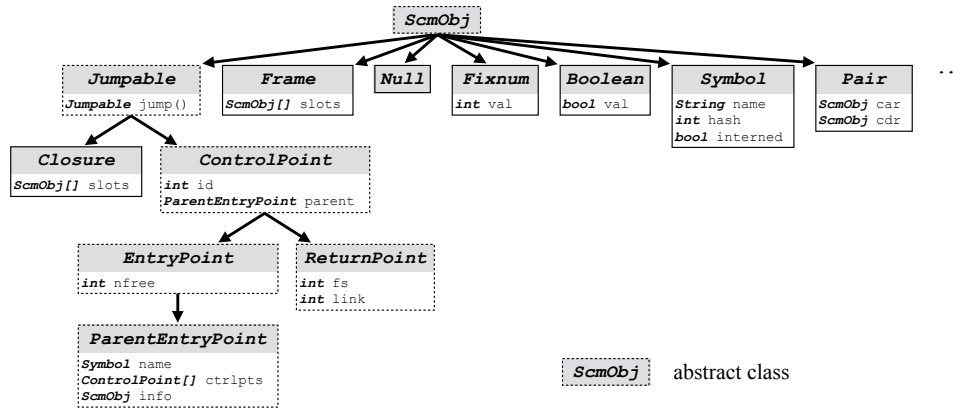 ScmObj
Jumpable
Jumpable jump()
Frame
ScmObj[] slots
Null
Fixnum
int val
Boolean
bool val
Symbol
String name
int hash
bool interned
Pair
ScmObj car
ScmObj cdr
..
Closure
ScmObj[] slots
ControlPoint
int id
ParentEntryPoint parent
EntryPoint
int nfree
ReturnPoint
int fs
int link
ParentEntryPoint
Symbol name
ControlPoint[] ctrlpts
ScmObj info
ScmObj abstract class